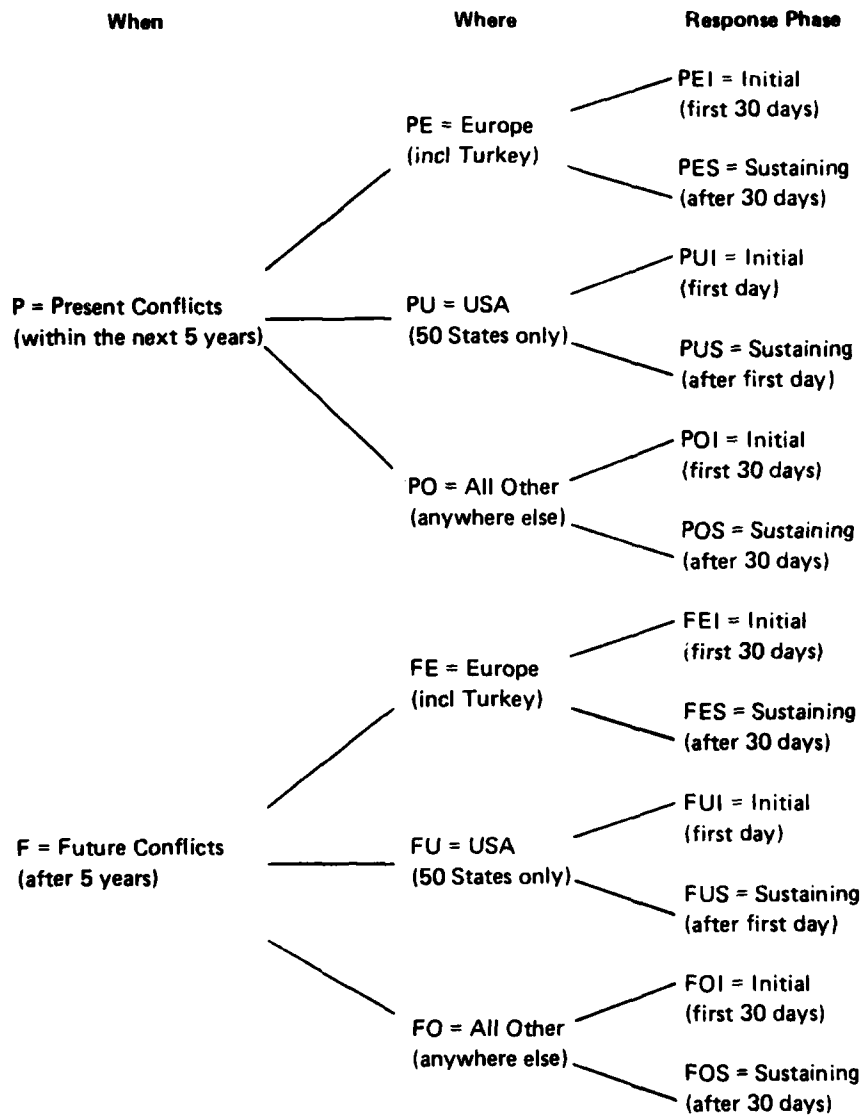 When Where Response Phase
PEI = Initial
(first 30 days)
PE = Europe
(incl Turkey)
PES = Sustaining
(after 30 days)
PUI = Initial
(first day)
P = Present Conflicts
(within the next 5 years)
PU = USA
(50 States only)
PUS = Sustaining
(after first day)
POI = Initial
(first 30 days)
PO = All Other
(anywhere else)
POS = Sustaining
(after 30 days)
FEI = Initial
(first 30 days)
FE = Europe
(incl Turkey)
FES = Sustaining
(after 30 days)
FUI = Initial
(first day)
F = Future Conflicts
(after 5 years)
FU = USA
(50 States only)
FUS = Sustaining
(after first day)
FOI = Initial
(first 30 days)
FO = All Other
(anywhere else)
FOS = Sustaining
(after 30 days)